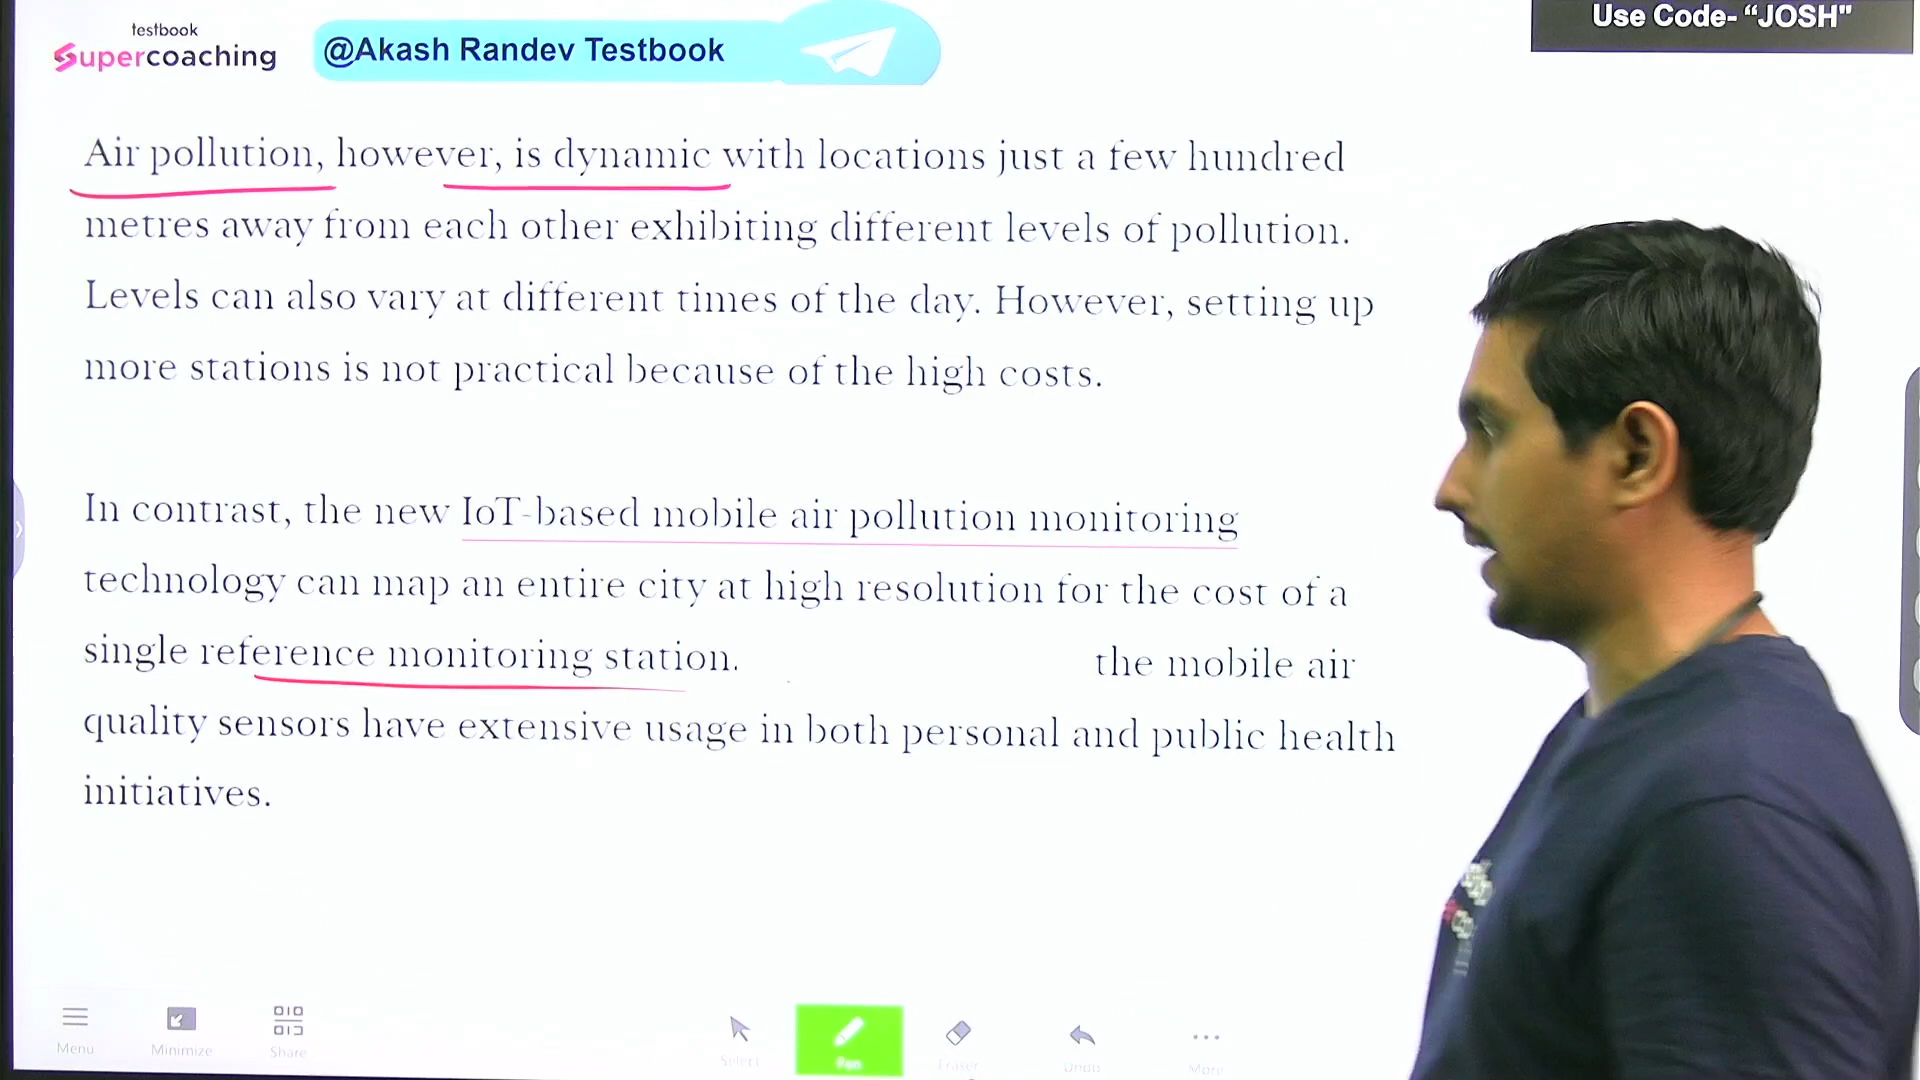 testbook
Supercoaching
@Akash Randev Testbook
Use Code- “JOSH"
Air pollution, however, is dynamic with locations just a few hundred
metres away from each other exhibiting different levels of pollution.
Levels can also vary at different times of the day. However, setting up
more stations is not practical because of the high costs.
In contrast, the new IoT-based mobile air pollution monitoring
technology can map an entire city at high resolution for the cost of a
single reference monitoring station. the mobile air
quality sensors have extensive usage in both personal and public health
initiatives.
Menu
Minimize
Share
Select
Pen
Eraser
Undo
More